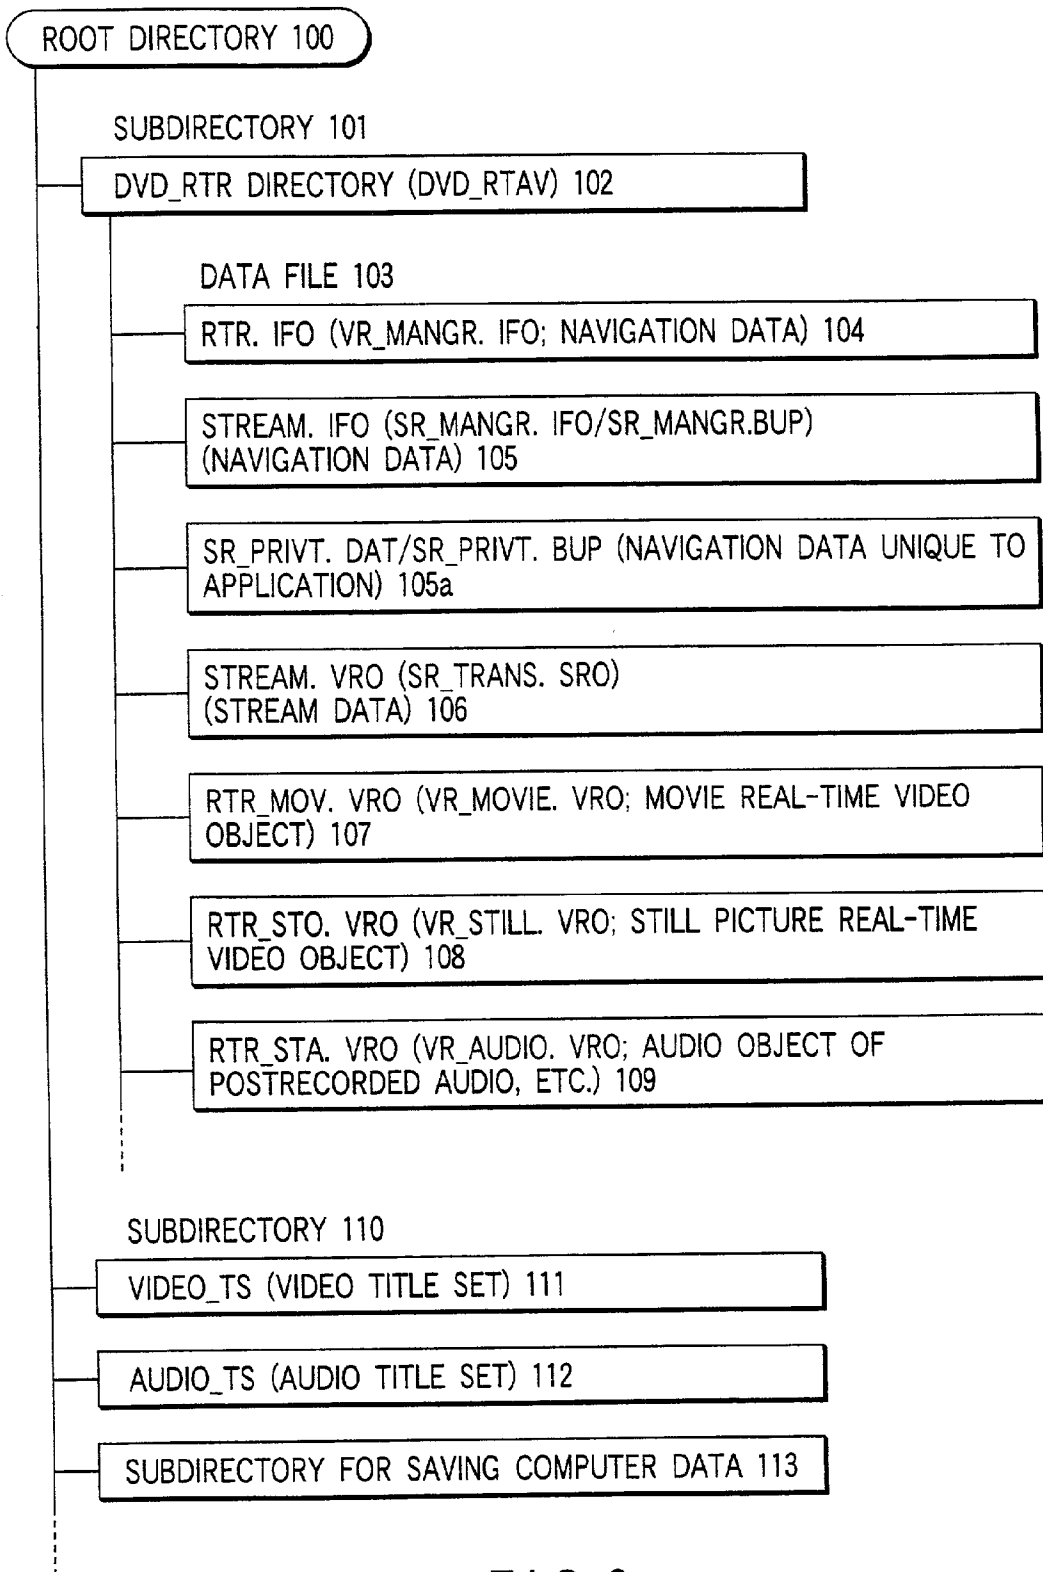 ROOT DIRECTORY 100
SUBDIRECTORY 101
DVD_RTR DIRECTORY (DVD_RTAV) 102
DATA FILE 103
RTR. IFO (VR_MANGR. IFO; NAVIGATION DATA) 104
STREAM. IFO (SR_MANGR. IFO/SR_MANGR.BUP)
(NAVIGATION DATA) 105
SR_PRIVT. DAT/SR_PRIVT. BUP (NAVIGATION DATA UNIQUE TO
APPLICATION) 105a
STREAM. VRO (SR_TRANS. SRO)
(STREAM DATA) 106
RTR_MOV. VRO (VR_MOVIE. VRO; MOVIE REAL-TIME VIDEO
OBJECT) 107
RTR_STO. VRO (VR_STILL. VRO; STILL PICTURE REAL-TIME
VIDEO OBJECT) 108
RTR_STA. VRO (VR_AUDIO. VRO; AUDIO OBJECT OF
POSTRECORDED AUDIO, ETC.) 109
SUBDIRECTORY 110
VIDEO_TS (VIDEO TITLE SET) 111
AUDIO_TS (AUDIO TITLE SET) 112
SUBDIRECTORY FOR SAVING COMPUTER DATA 113